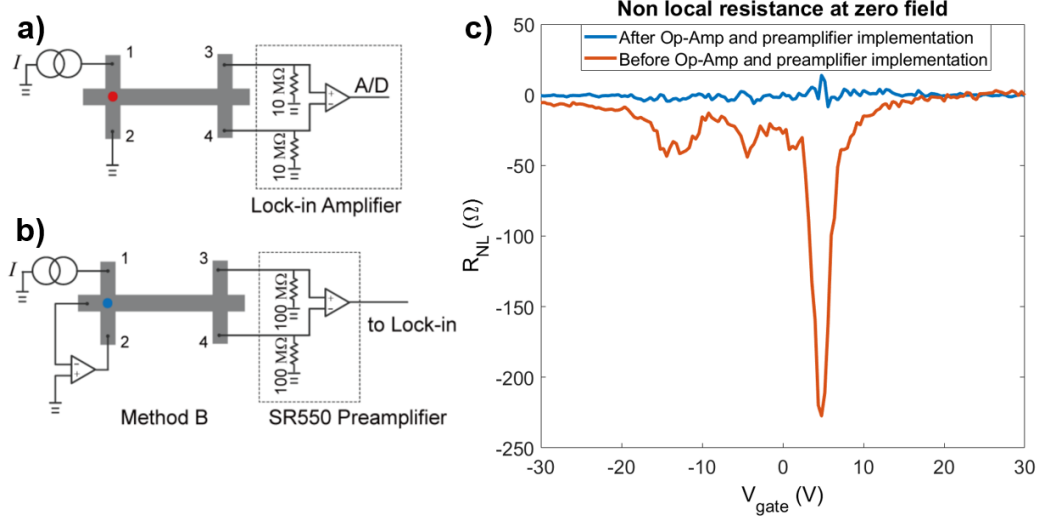 a)
I
1
3
2
4
10 MΩ
10 MΩ
A/D
Lock-in Amplifier
b)
I
1
3
2
4
100 MΩ
100 MΩ
to Lock-in
Method B
SR550 Preamplifier
c)
Non local resistance at zero field
After Op-Amp and preamplifier implementation
Before Op-Amp and preamplifier implementation
50
0
-50
-100
-150
-200
-250
R_NL (Ω)
-30
-20
-10
0
10
20
30
V_gate (V)